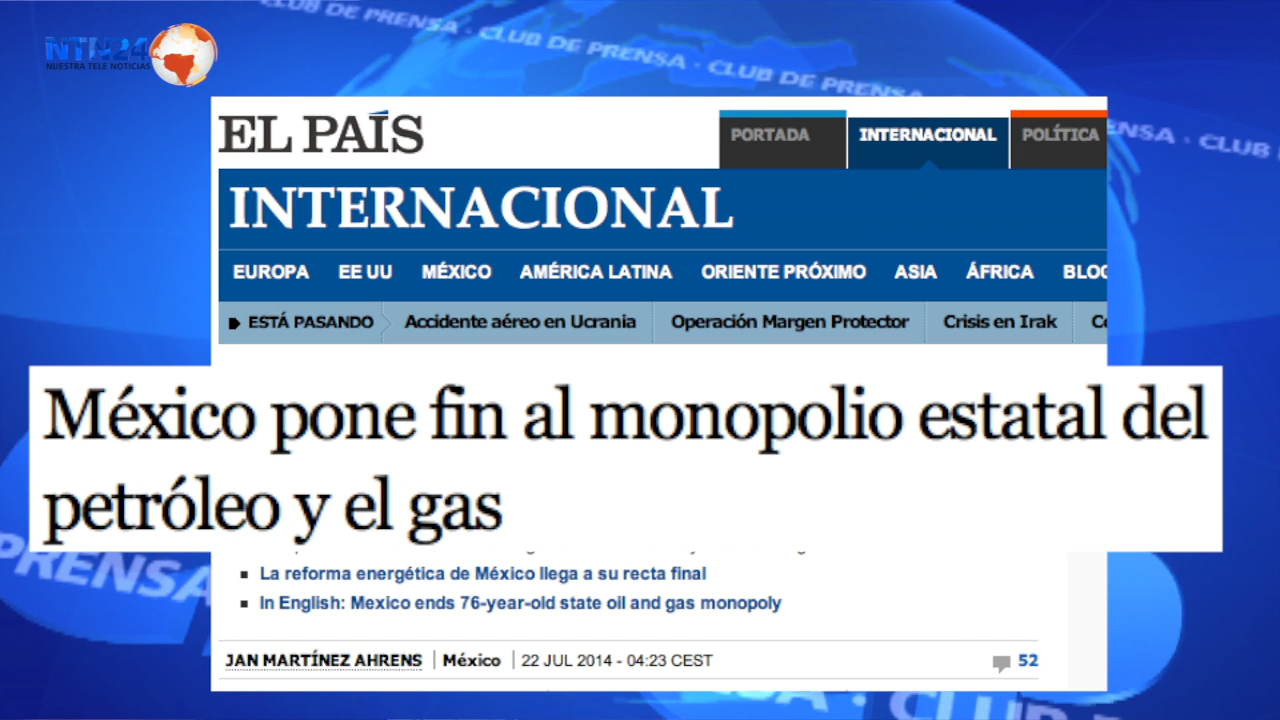 CLUB DE PRENSA · CLUB DE PRENSA · CLUB DE PRENSA
NTN24
NUESTRA TELE NOTICIAS
EL PAÍS
PORTADA
INTERNACIONAL
POLÍTICA
ENSA · CLUB
INTERNACIONAL
EUROPA EE UU MÉXICO AMÉRICA LATINA ORIENTE PRÓXIMO ASIA ÁFRICA BLOG
ESTÁ PASANDO Accidente aéreo en Ucrania Operación Margen Protector Crisis en Irak
México pone fin al monopolio estatal del
petróleo y el gas
PRENSA
La reforma energética de México llega a su recta final
In English: Mexico ends 76-year-old state oil and gas monopoly
JAN MARTÍNEZ AHRENS México 22 JUL 2014 - 04:23 CEST 52